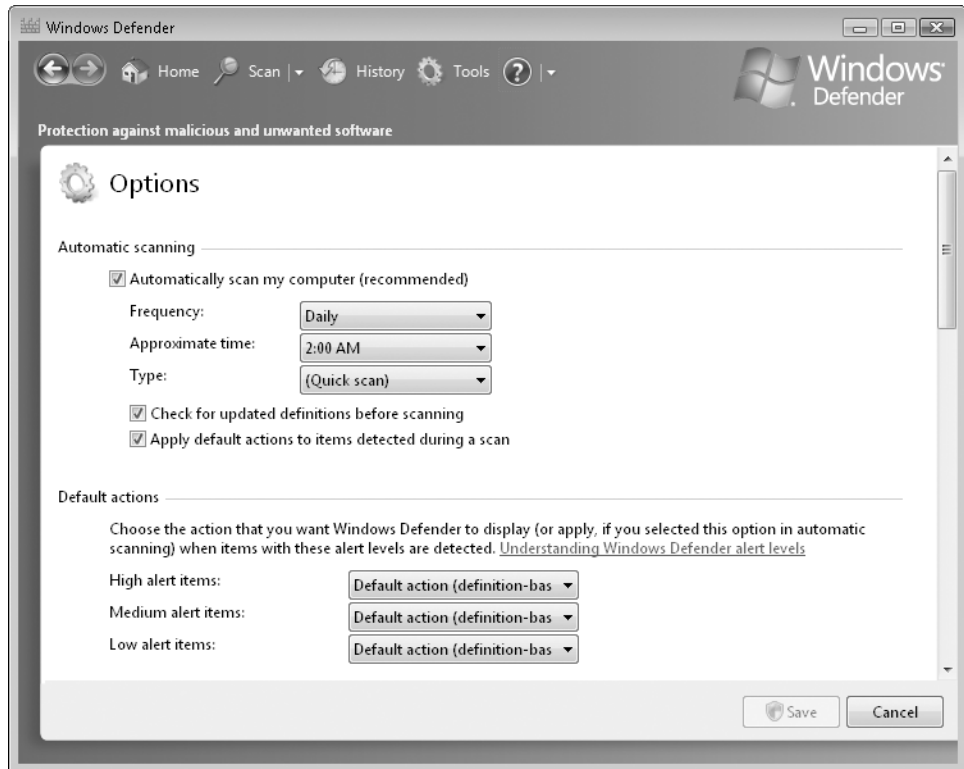 Windows Defender
Home Scan History Tools ?
Windows
Defender
Protection against malicious and unwanted software
Options
Automatic scanning
Automatically scan my computer (recommended)
Frequency: Daily
Approximate time: 2:00 AM
Type: (Quick scan)
Check for updated definitions before scanning
Apply default actions to items detected during a scan
Default actions
Choose the action that you want Windows Defender to display (or apply, if you selected this option in automatic
scanning) when items with these alert levels are detected. Understanding Windows Defender alert levels
High alert items: Default action (definition-bas
Medium alert items: Default action (definition-bas
Low alert items: Default action (definition-bas
Save Cancel